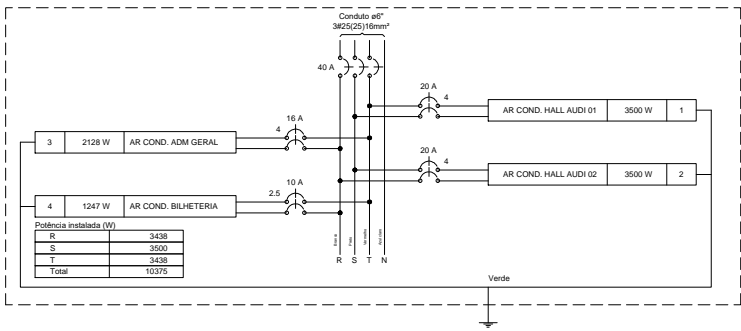 Conduto ø6"
3#25(25)16mm²
40 A
20 A
4
AR COND. HALL AUDI 01 3500 W 1
16 A
4
3 2128 W AR COND. ADM GERAL
20 A
4
AR COND. HALL AUDI 02 3500 W 2
10 A
2.5
4 1247 W AR COND. BILHETERIA
Potência instalada (W)
R 3438
S 3500
T 3438
Total 10375
Preto
Vermelho
R S T N
Verde